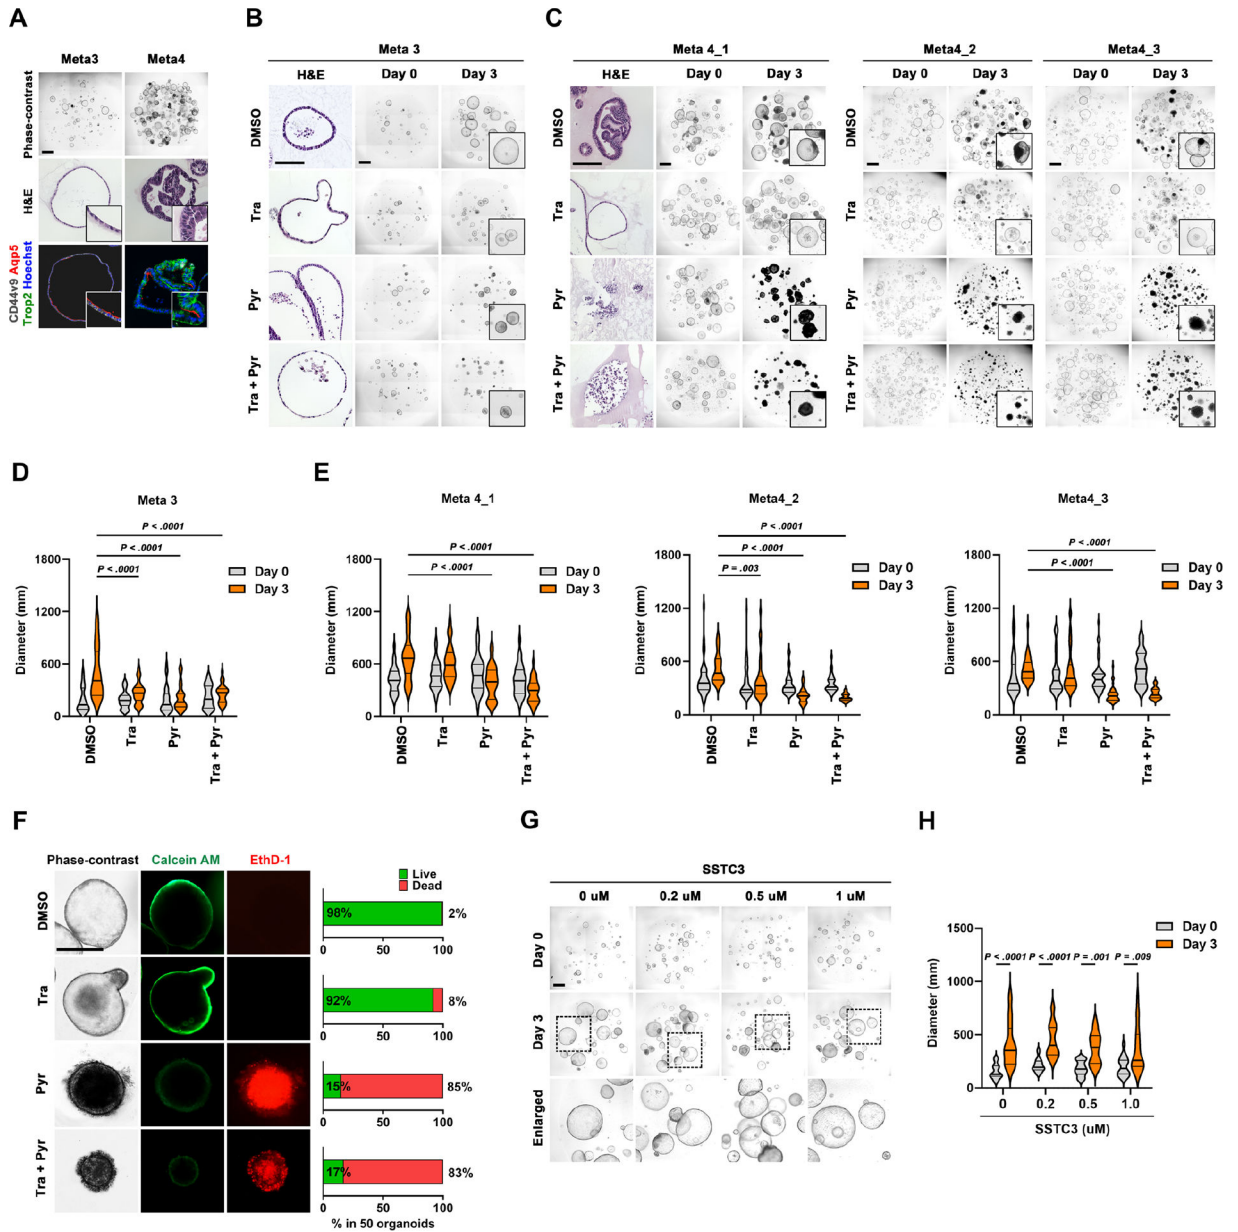 A
Meta3 Meta4
Phase-contrast
H&E
CD44v9 Aqp5
Trop2 Hoechst
B
Meta 3
H&E Day 0 Day 3
DMSO
Tra
Pyr
Tra + Pyr
C
Meta 4_1 Meta4_2 Meta4_3
H&E Day 0 Day 3 Day 0 Day 3 Day 0 Day 3
DMSO DMSO DMSO
Tra Tra Tra
Pyr Pyr Pyr
Tra + Pyr Tra + Pyr Tra + Pyr
D
Meta 3
P < .0001
P < .0001
P < .0001
Day 0
Day 3
Diameter (mm)
1800
1200
600
0
DMSO Tra Pyr Tra + Pyr
E
Meta 4_1
P < .0001
P < .0001
Day 0
Day 3
Diameter (mm)
1800
1200
600
0
DMSO Tra Pyr Tra + Pyr
Meta4_2
P < .0001
P < .0001
P = .003
Day 0
Day 3
Diameter (mm)
1800
1200
600
0
DMSO Tra Pyr Tra + Pyr
Meta4_3
P < .0001
P < .0001
Day 0
Day 3
Diameter (mm)
1800
1200
600
0
DMSO Tra Pyr Tra + Pyr
F
Phase-contrast Calcein AM EthD-1
Live
Dead
DMSO 98% 2%
0 50 100
Tra 92% 8%
0 50 100
Pyr 15% 85%
0 50 100
Tra + Pyr 17% 83%
0 50 100
% in 50 organoids
G
SSTC3
0 uM 0.2 uM 0.5 uM 1 uM
Day 0
Day 3
Enlarged
H
Day 0
Day 3
P < .0001 P < .0001 P = .001 P = .009
Diameter (mm)
1500
1000
500
0
0 0.2 0.5 1.0
SSTC3 (uM)